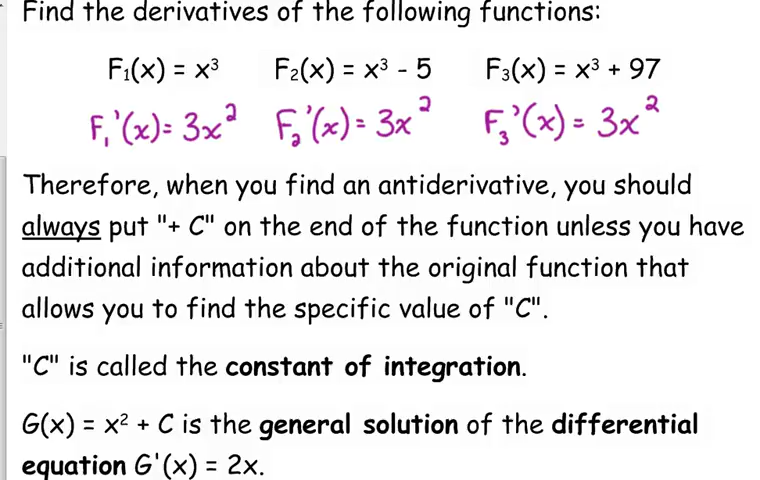 Find the derivatives of the following functions:
F₁(x) = x³ F₂(x) = x³ - 5 F₃(x) = x³ + 97
F₁'(x) = 3x² F₂'(x) = 3x² F₃'(x) = 3x²
Therefore, when you find an antiderivative, you should
always put "+ C" on the end of the function unless you have
additional information about the original function that
allows you to find the specific value of "C".
"C" is called the constant of integration.
G(x) = x² + C is the general solution of the differential
equation G'(x) = 2x.